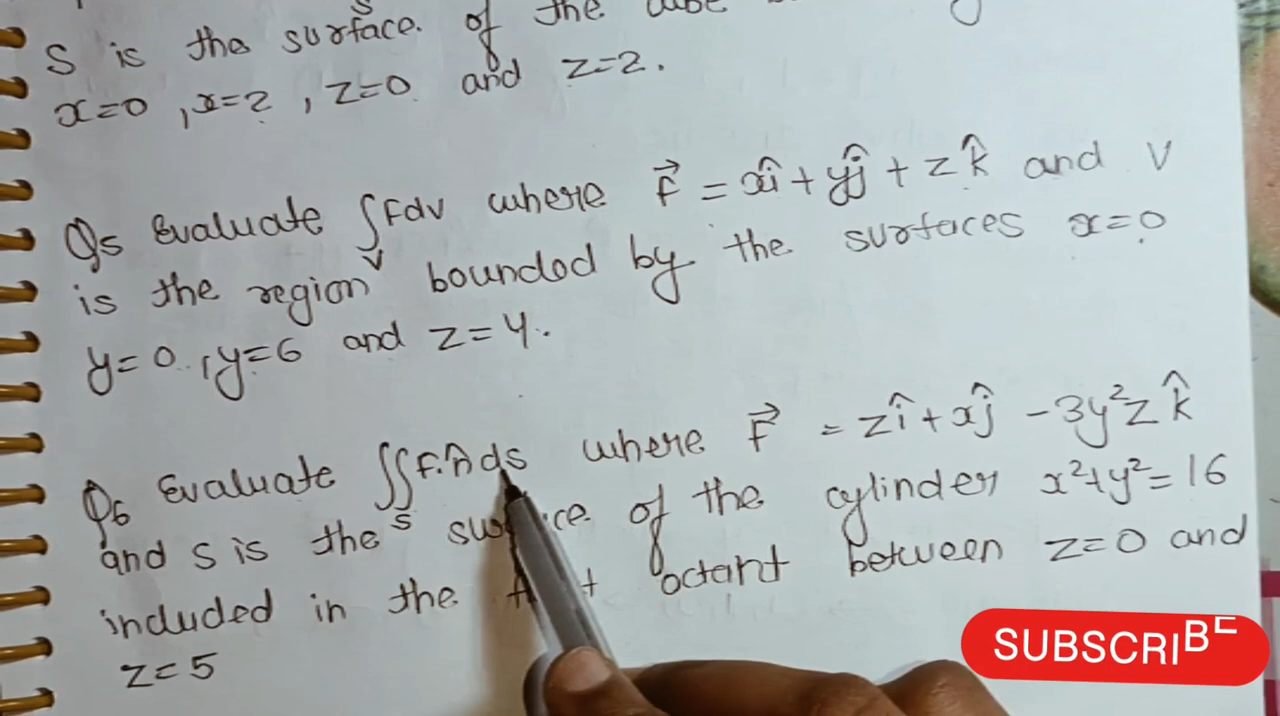 S is the surface of the cube
x=0, x=2, z=0 and z=2.
Q5 Evaluate ∫Fdv where F⃗ = xî + yĵ + zk̂ and V
V
is the region bounded by the surfaces x=0
y=0, y=6 and z=4.
Q6 Evaluate ∬F.n̂ds where F⃗ = zî + xĵ - 3y²zk̂
S
and S is the of the cylinder x²+y²=16
included in the octant between z=0 and
z=5
SUBSCRIBE